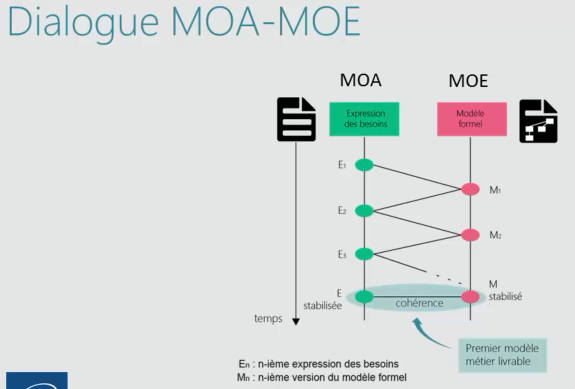 Dialogue MOA-MOE
MOA
MOE
Expression
des besoins
Modèle
formel
E1
M1
E2
M2
E3
M
stabilisé
E
stabilisée
cohérence
temps
Premier modèle
métier livrable
En : n-ième expression des besoins
Mn : n-ième version du modèle formel